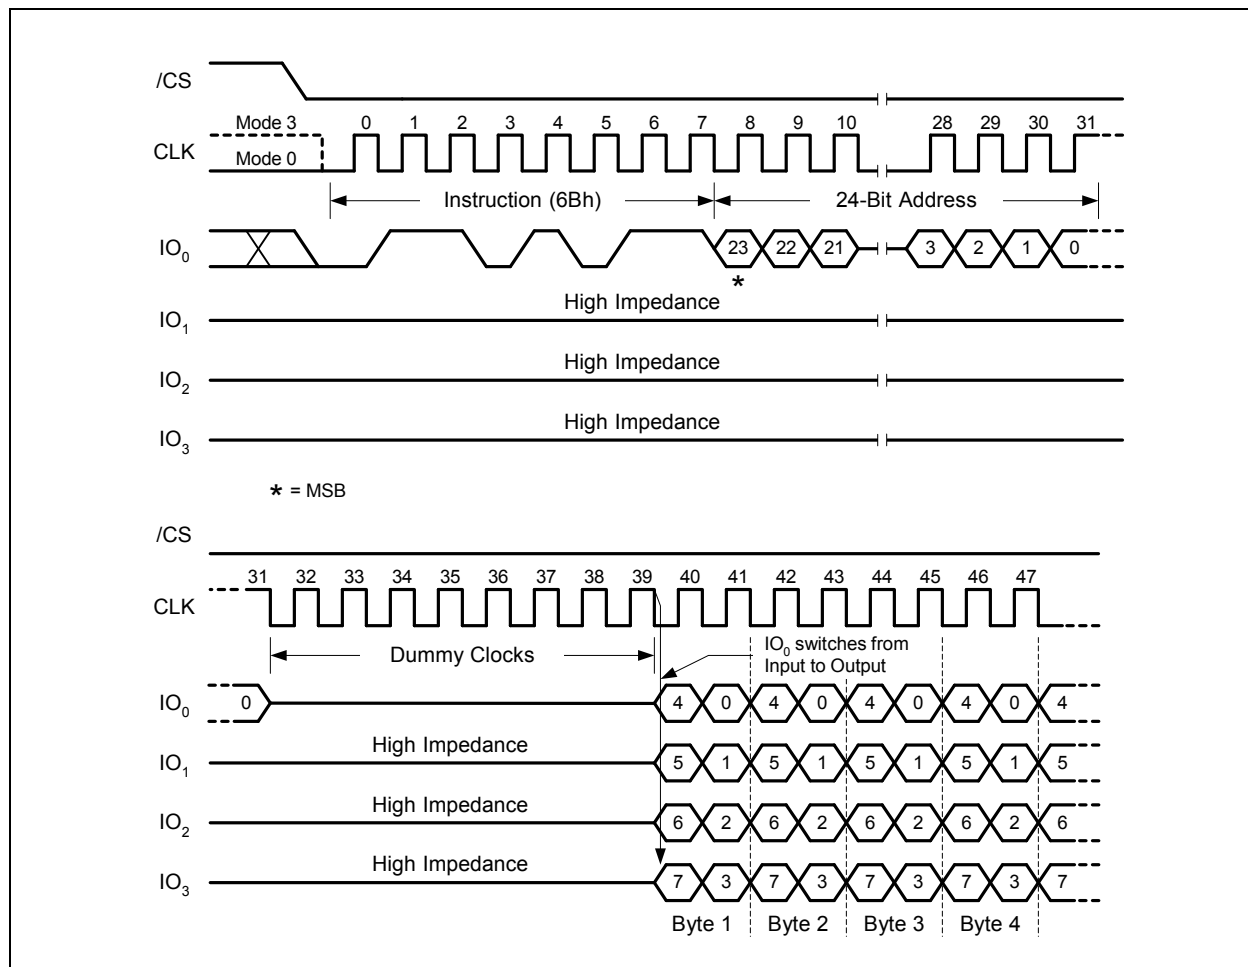 /CS
Mode 3 0 1 2 3 4 5 6 7 8 9 10 28 29 30 31
CLK
Mode 0
Instruction (6Bh) 24-Bit Address
IO0 23 22 21 3 2 1 0
*
High Impedance
IO1
High Impedance
IO2
High Impedance
IO3
* = MSB
/CS
31 32 33 34 35 36 37 38 39 40 41 42 43 44 45 46 47
CLK
Dummy Clocks
IO0 switches from
Input to Output
IO0 0 4 0 4 0 4 0 4 0 4
High Impedance
IO1 5 1 5 1 5 1 5 1 5
High Impedance
IO2 6 2 6 2 6 2 6 2 6
High Impedance
IO3 7 3 7 3 7 3 7 3 7
Byte 1 Byte 2 Byte 3 Byte 4